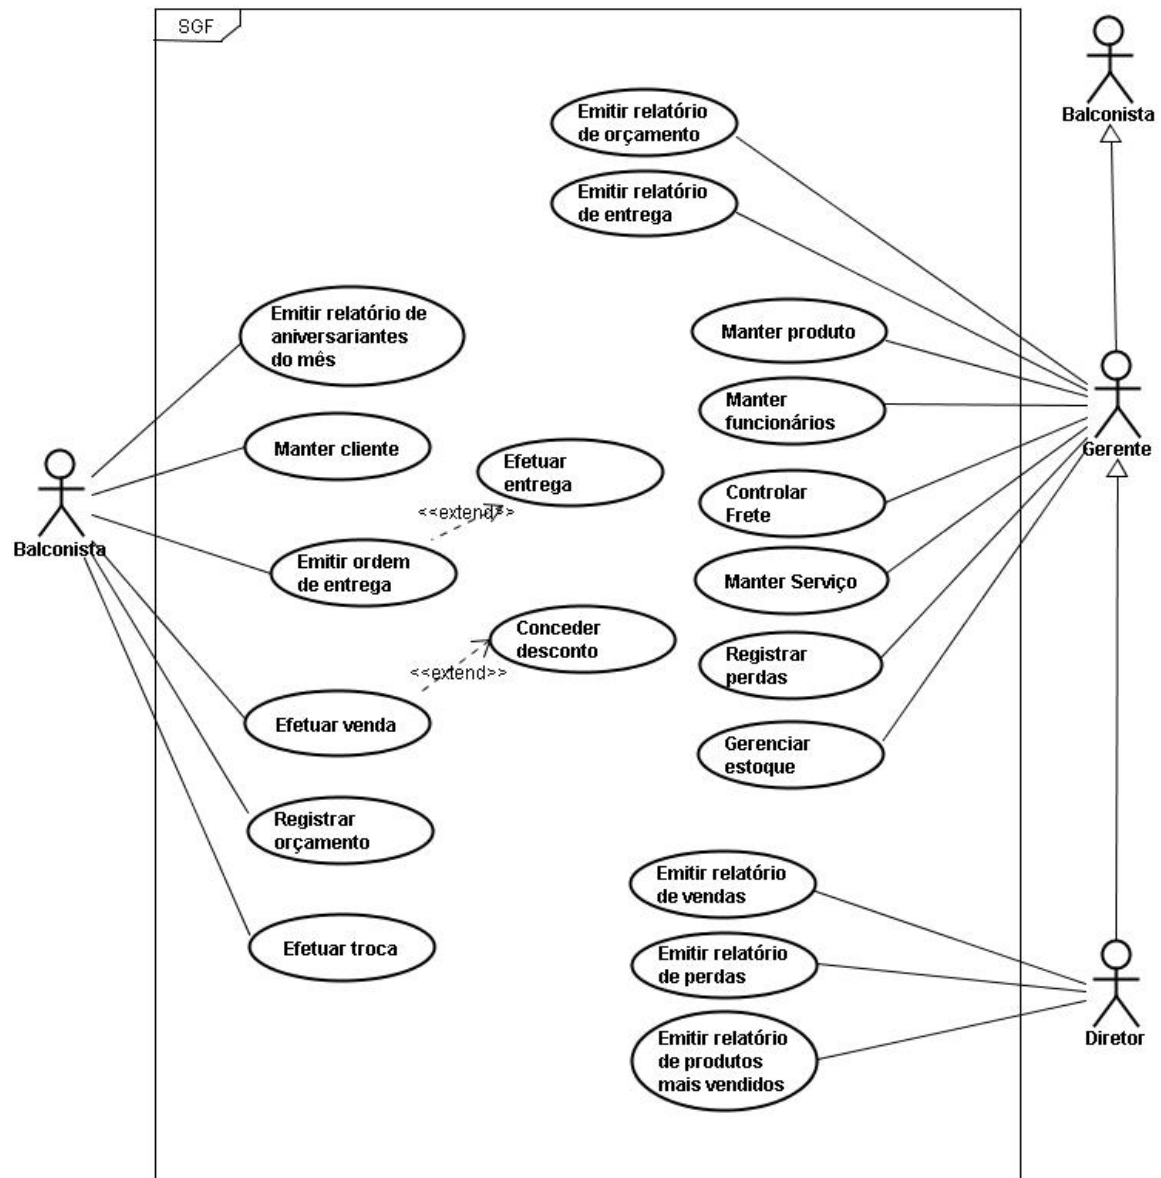 SGF
Balconista
Emitir relatório
de orçamento
Emitir relatório
de entrega
Emitir relatório de
aniversariantes
do mês
Manter produto
Manter
funcionários
Gerente
Manter cliente
Efetuar
entrega
<<extend>>
Controlar
Frete
Balconista
Emitir ordem
de entrega
Manter Serviço
Conceder
desconto
<<extend>>
Registrar
perdas
Efetuar venda
Gerenciar
estoque
Registrar
orçamento
Emitir relatório
de vendas
Efetuar troca
Emitir relatório
de perdas
Diretor
Emitir relatório
de produtos
mais vendidos